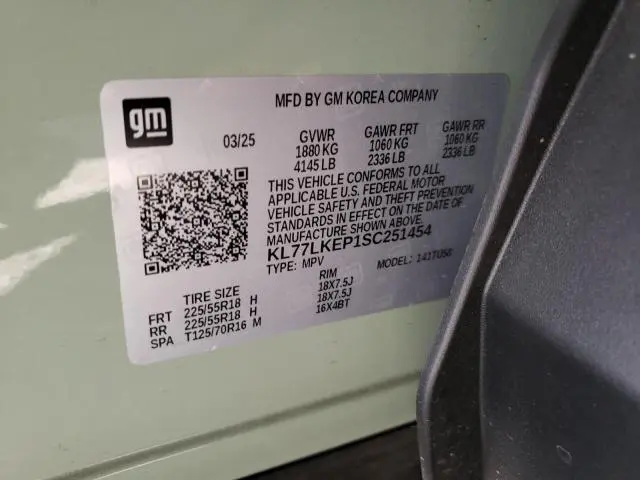 gm
MFD BY GM KOREA COMPANY
03/25 GVWR GAWR FRT GAWR RR
1880 KG 1060 KG 1060 KG
4145 LB 2336 LB 2336 LB
THIS VEHICLE CONFORMS TO ALL
APPLICABLE U.S. FEDERAL MOTOR
VEHICLE SAFETY AND THEFT PREVENTION
STANDARDS IN EFFECT ON THE DATE OF
MANUFACTURE SHOWN ABOVE.
KL77LKEP1SC251454
TYPE: MPV MODEL: 141TU58
TIRE SIZE RIM
FRT 225/55R18 H 18X7.5J
RR 225/55R18 H 18X7.5J
SPA T125/70R16 M 16X4BT